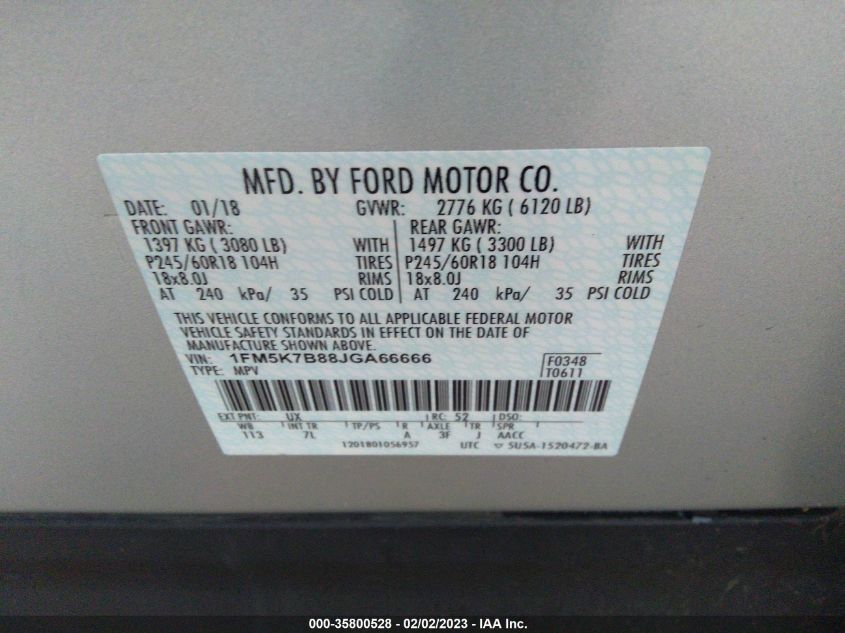 MFD. BY FORD MOTOR CO.
DATE: 01/18 GVWR: 2776 KG ( 6120 LB)
FRONT GAWR: REAR GAWR:
1397 KG ( 3080 LB) WITH 1497 KG ( 3300 LB) WITH
P245/60R18 104H TIRES P245/60R18 104H TIRES
18x8.0J RIMS 18x8.0J RIMS
AT 240 kPa/ 35 PSI COLD AT 240 kPa/ 35 PSI COLD
THIS VEHICLE CONFORMS TO ALL APPLICABLE FEDERAL MOTOR
VEHICLE SAFETY STANDARDS IN EFFECT ON THE DATE OF
MANUFACTURE SHOWN ABOVE.
VIN: 1FM5K7B88JGA66666 F0348
TYPE: MPV T0611
EXT PNT: UX RC: 52 DSO:
WB INT TR TP/PS R AXLE TR SPR
113 7L A 3F J AACC
1201801056957 UTC ▽ 5U5A-1520472-BA
000-35800528 - 02/02/2023 - IAA Inc.